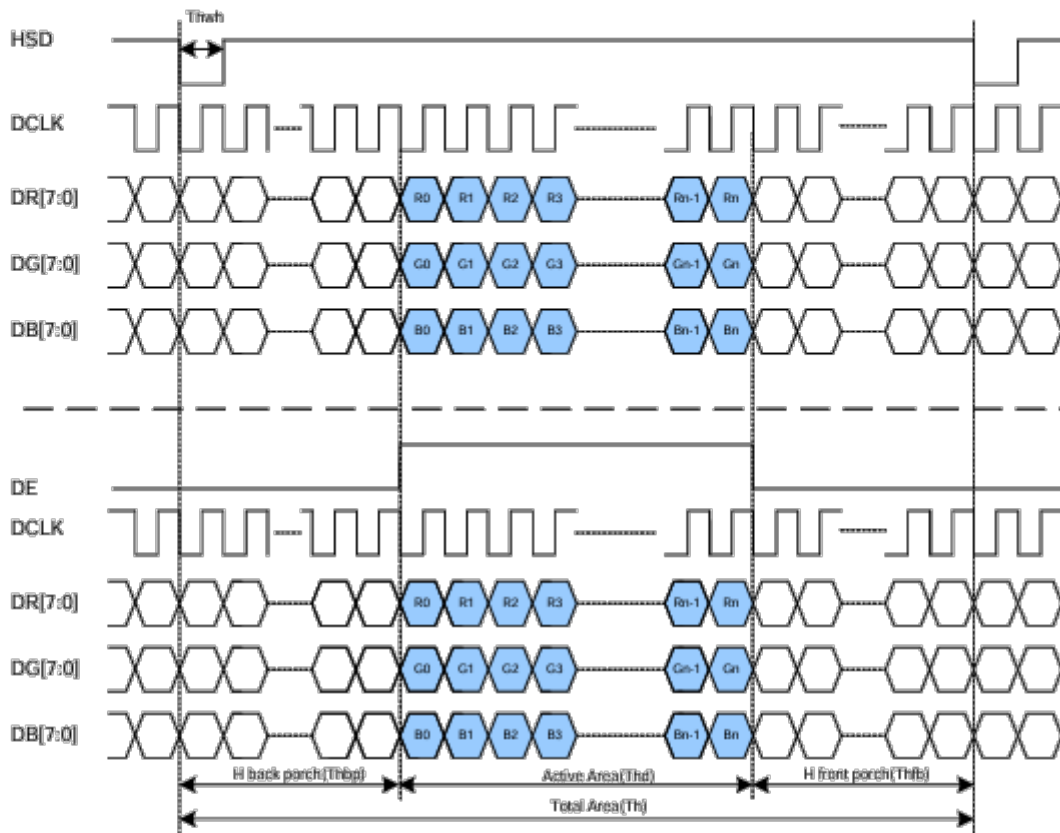 Thwh
HSD
DCLK
DR[7:0] R0 R1 R2 R3 Rn-1 Rn
DG[7:0] G0 G1 G2 G3 Gn-1 Gn
DB[7:0] B0 B1 B2 B3 Bn-1 Bn
DE
DCLK
DR[7:0] R0 R1 R2 R3 Rn-1 Rn
DG[7:0] G0 G1 G2 G3 Gn-1 Gn
DB[7:0] B0 B1 B2 B3 Bn-1 Bn
H back porch(Thbp) Active Area(Thd) H front porch(Thfb)
Total Area(Th)